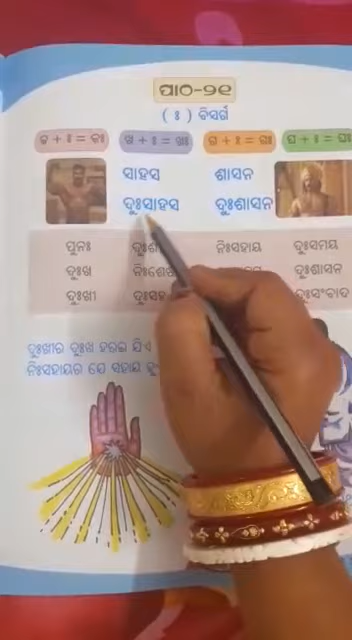 ପାଠ-୨୧
( ଃ ) ବିସର୍ଗ
କ + ଃ = କଃ ଖ + ଃ = ଖଃ ଗ + ଃ = ଗଃ ଘ + ଃ =
ସାହସ ଶାସନ
ଦୁଃସାହସ ଦୁଃଶାସନ
ପୁନଃ ନିଃସହାୟ ଦୁଃସମୟ
ଦୁଃଖ ଦୁଃଶାସନ
ଦୁଃଖୀ ଦୁଃସଂବାଦ
ଦୁଃଖୀର ଦୁଃଖ ହରଇ ଯିଏ
ନିଃସହାୟର ସେ ସହାୟ